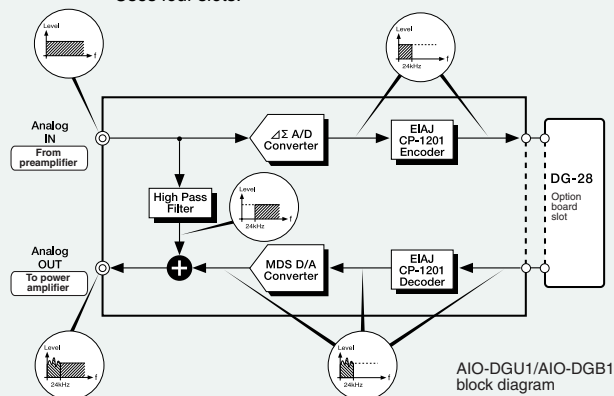 Uses four slots.
Level
f
Level
24kHz
f
Analog
IN
From
preamplifier
ΔΣ A/D
Converter
EIAJ
CP-1201
Encoder
DG-28
Option
board
slot
High Pass
Filter
Level
24kHz
f
Analog
OUT
To power
amplifier
MDS D/A
Converter
EIAJ
CP-1201
Decoder
Level
24kHz
f
Level
24kHz
f
AIO-DGU1/AIO-DGB1
block diagram